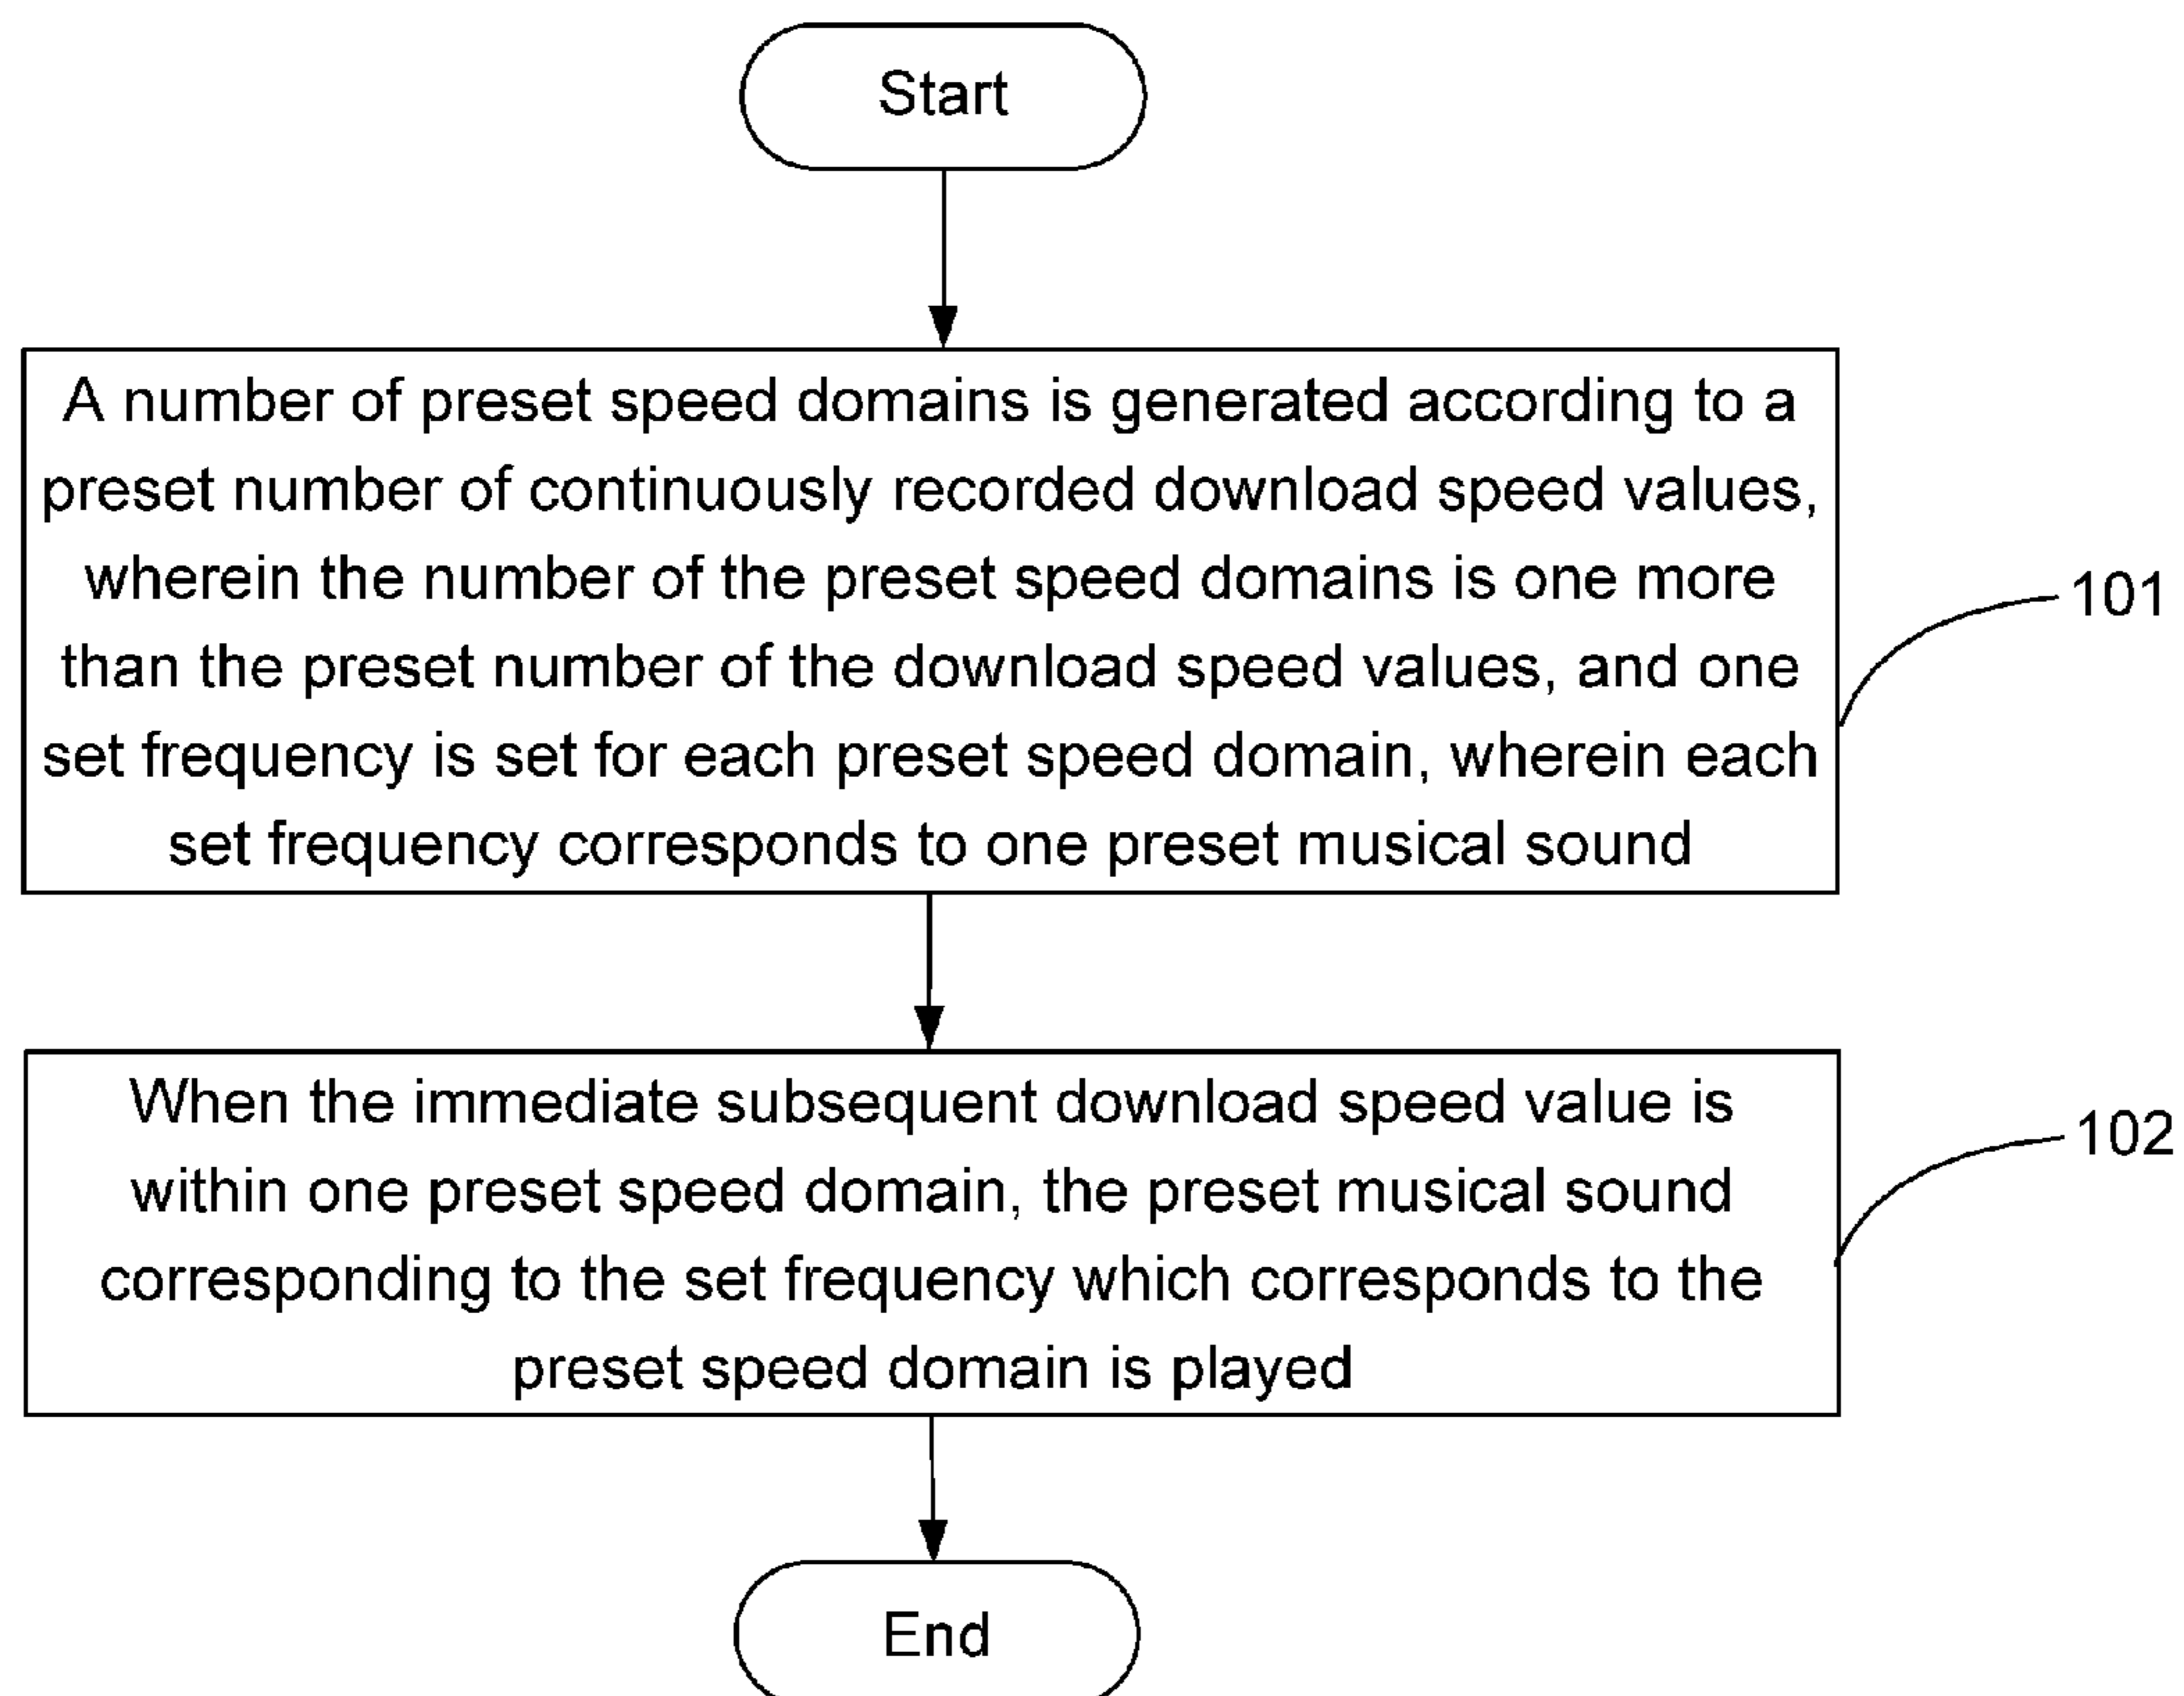 Start
A number of preset speed domains is generated according to a
preset number of continuously recorded download speed values,
wherein the number of the preset speed domains is one more
than the preset number of the download speed values, and one
set frequency is set for each preset speed domain, wherein each
set frequency corresponds to one preset musical sound
101
When the immediate subsequent download speed value is
within one preset speed domain, the preset musical sound
corresponding to the set frequency which corresponds to the
preset speed domain is played
102
End